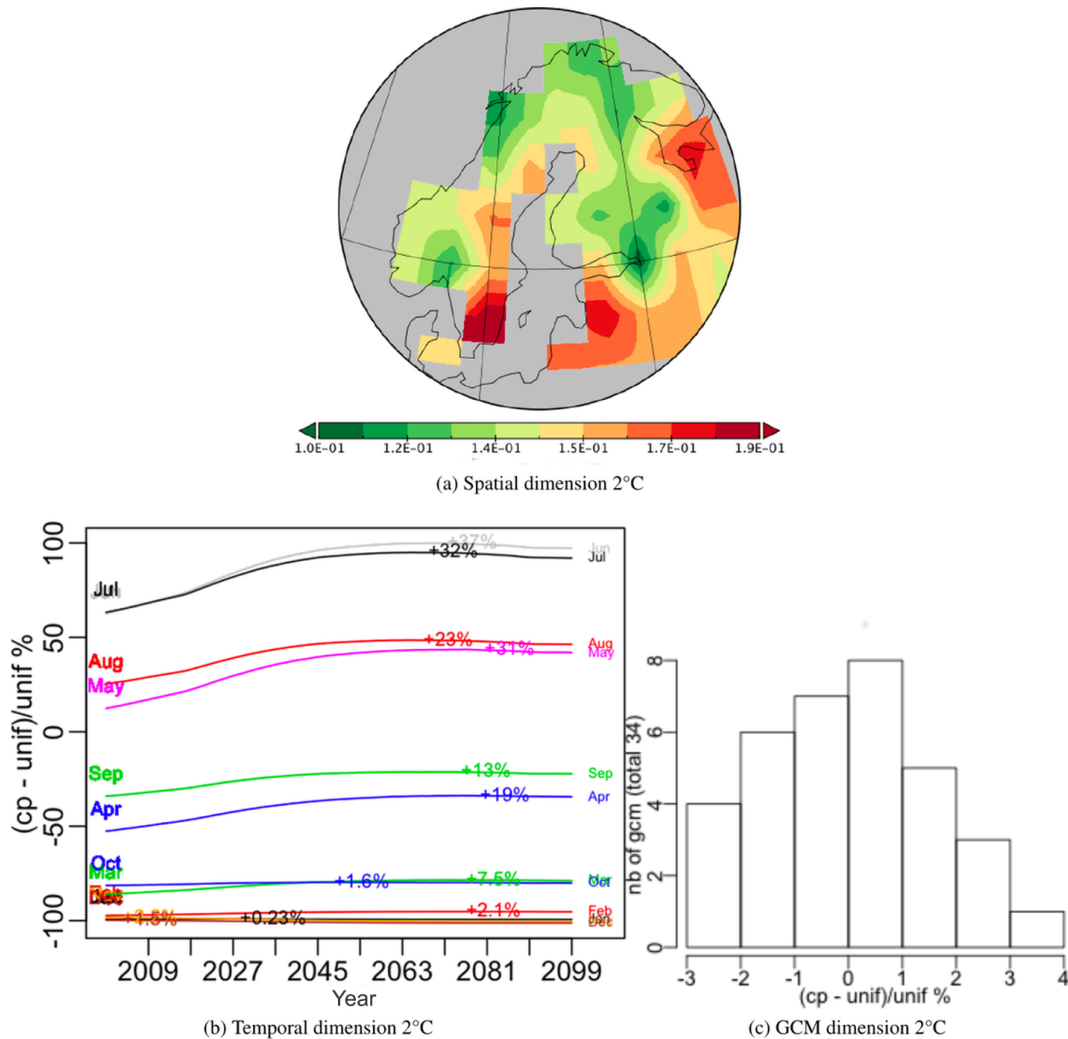 1.0E-01 1.2E-01 1.4E-01 1.5E-01 1.7E-01 1.9E-01
(a) Spatial dimension 2°C
(cp - unif)/unif %
100
50
0
-50
-100
Jul
Aug
May
Sep
Apr
Oct
Mar
+37%
+32%
+23%
+31%
+13%
+19%
+1.6%
+7.5%
+2.1%
+0.23%
Jun
Jul
Aug
May
Sep
Apr
Oct
Feb
Dec
2009 2027 2045 2063 2081 2099
Year
(b) Temporal dimension 2°C
nb of gcm (total 34)
8
6
4
2
0
-3 -2 -1 0 1 2 3 4
(cp - unif)/unif %
(c) GCM dimension 2°C